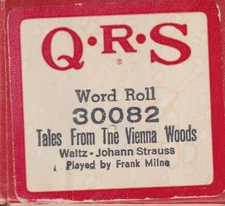 Q·R·S
®
Word Roll
30082
Tales From The Vienna Woods
Waltz - Johann Strauss
Played by Frank Milne